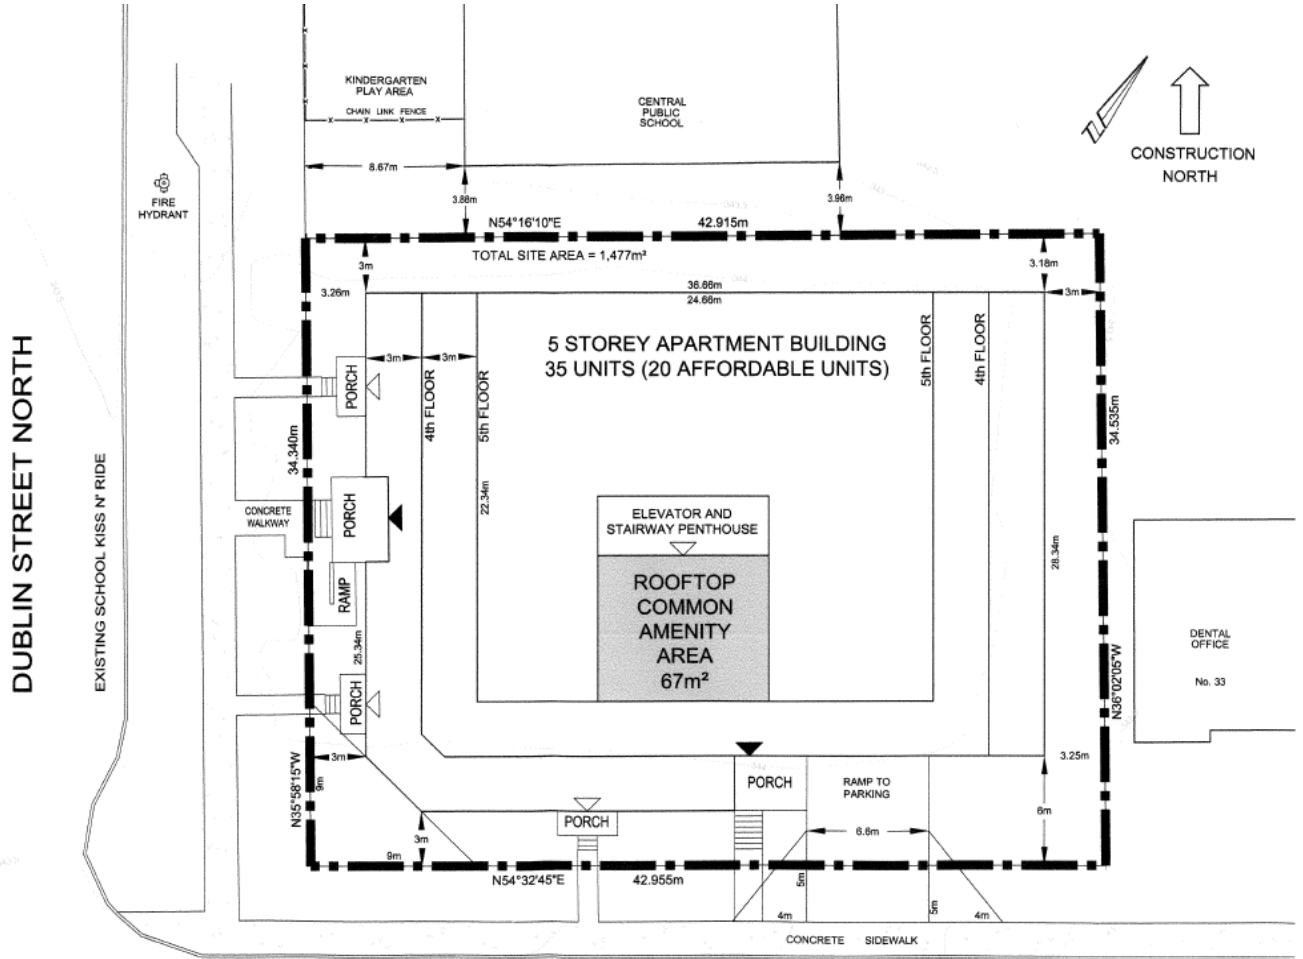 KINDERGARTEN
PLAY AREA
CHAIN LINK FENCE
CENTRAL
PUBLIC
SCHOOL
CONSTRUCTION
NORTH
8.67m
3.88m
3.96m
FIRE
HYDRANT
N54°16'10"E
42.915m
TOTAL SITE AREA = 1,477m²
3m
3.18m
3.26m
36.66m
24.66m
3m
5 STOREY APARTMENT BUILDING
35 UNITS (20 AFFORDABLE UNITS)
3m
3m
PORCH
4th FLOOR
5th FLOOR
5th FLOOR
4th FLOOR
34.340m
34.535m
DUBLIN STREET NORTH
EXISTING SCHOOL KISS N' RIDE
22.34m
CONCRETE
WALKWAY
PORCH
ELEVATOR AND
STAIRWAY PENTHOUSE
28.34m
ROOFTOP
COMMON
AMENITY
AREA
67m²
RAMP
25.34m
DENTAL
OFFICE
No. 33
N36°02'05"W
PORCH
3m
N35°58'15"W
9m
3.25m
PORCH
RAMP TO
PARKING
6m
PORCH
6.6m
3m
9m
N54°32'45"E
42.955m
5m
5m
4m
4m
CONCRETE SIDEWALK